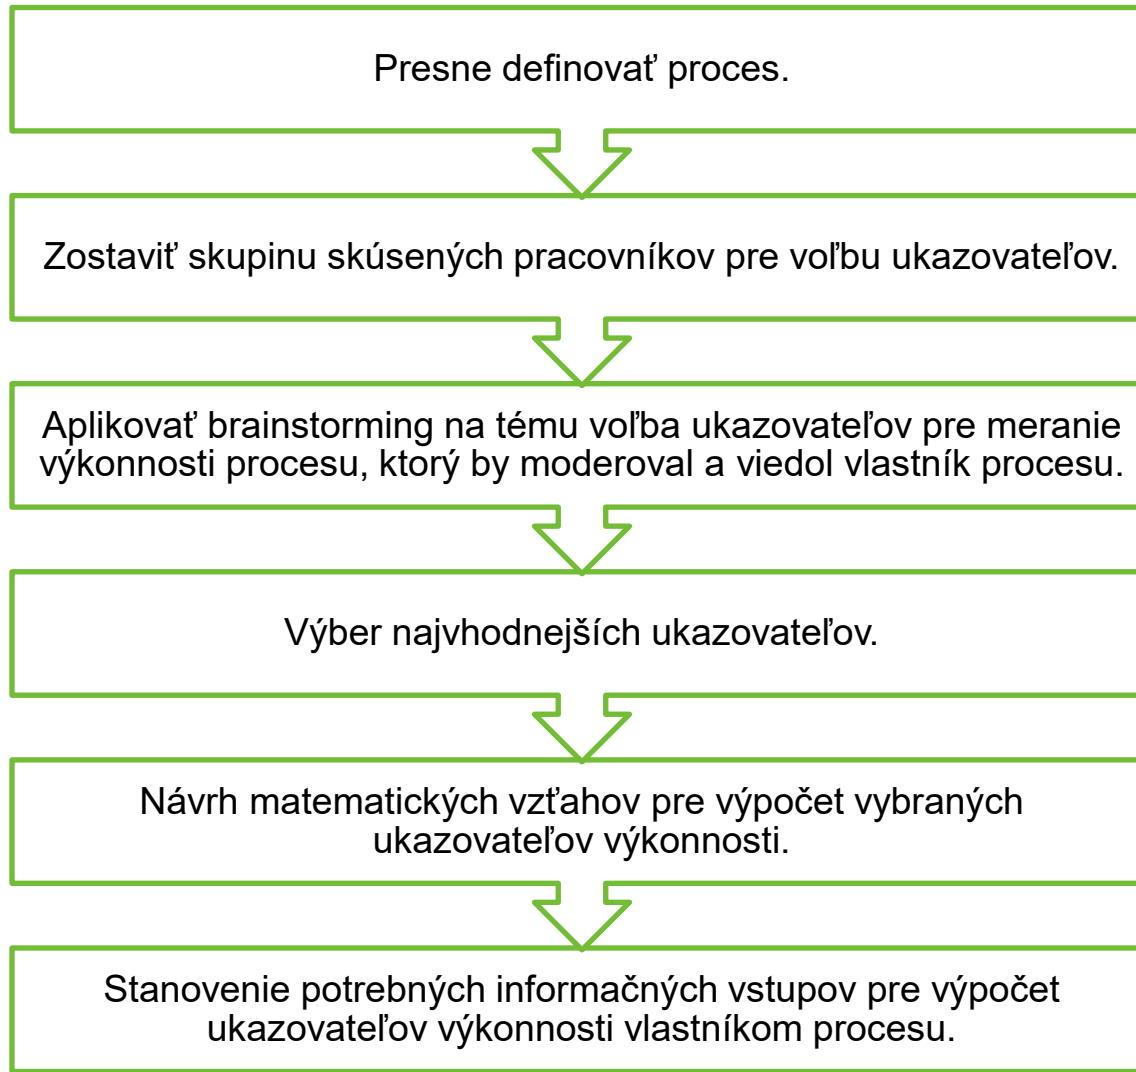 Presne definovať proces.
Zostaviť skupinu skúsených pracovníkov pre voľbu ukazovateľov.
Aplikovať brainstorming na tému voľba ukazovateľov pre meranie
výkonnosti procesu, ktorý by moderoval a viedol vlastník procesu.
Výber najvhodnejších ukazovateľov.
Návrh matematických vzťahov pre výpočet vybraných
ukazovateľov výkonnosti.
Stanovenie potrebných informačných vstupov pre výpočet
ukazovateľov výkonnosti vlastníkom procesu.